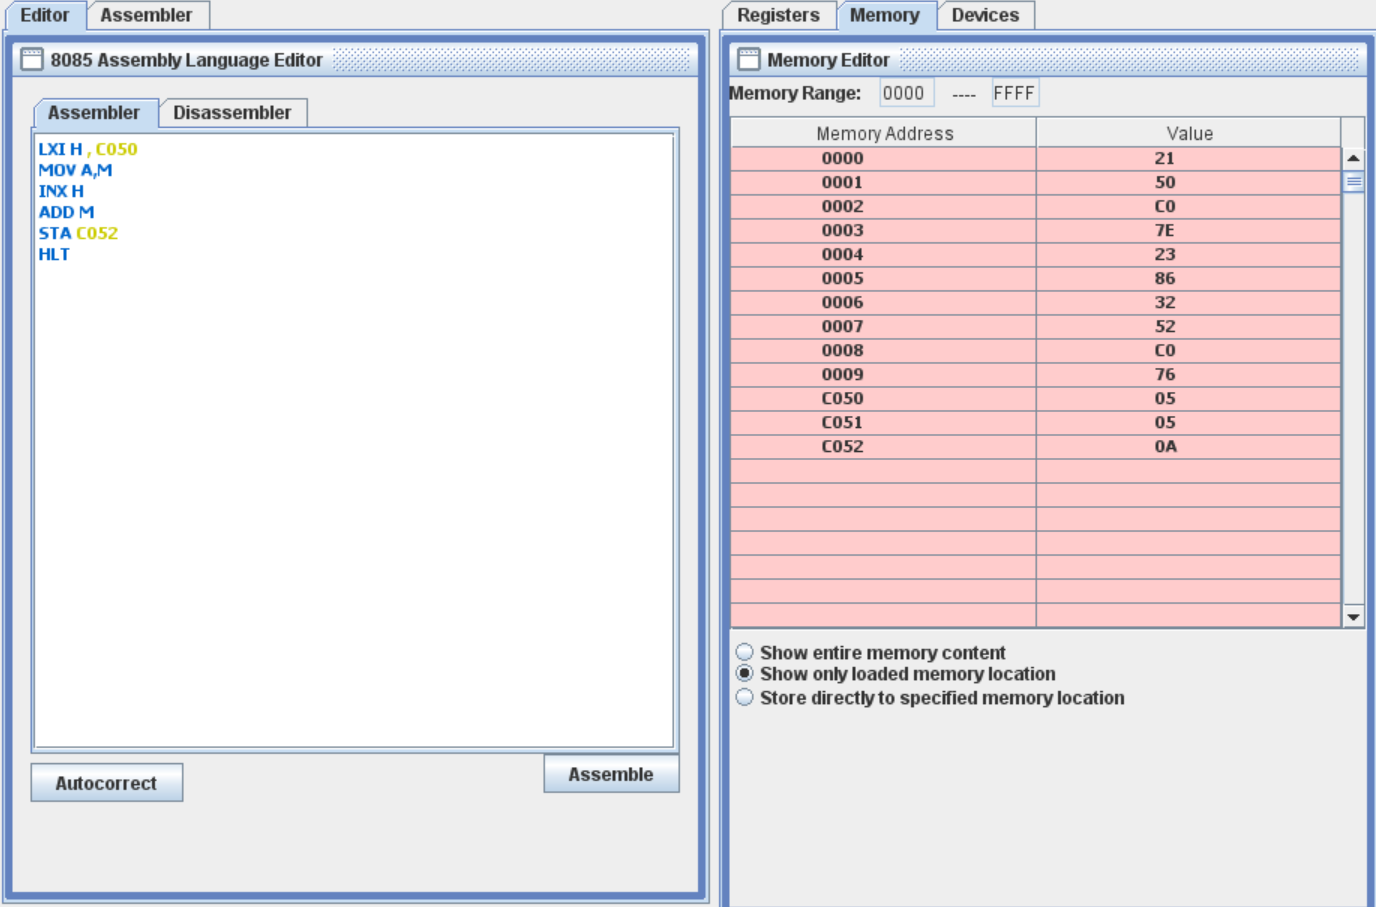 Editor Assembler
8085 Assembly Language Editor
Assembler Disassembler
LXI H , C050
MOV A,M
INX H
ADD M
STA C052
HLT
Autocorrect
Assemble
Registers Memory Devices
Memory Editor
Memory Range: 0000 ---- FFFF
Memory Address Value
0000 21
0001 50
0002 C0
0003 7E
0004 23
0005 86
0006 32
0007 52
0008 C0
0009 76
C050 05
C051 05
C052 0A
Show entire memory content
Show only loaded memory location
Store directly to specified memory location